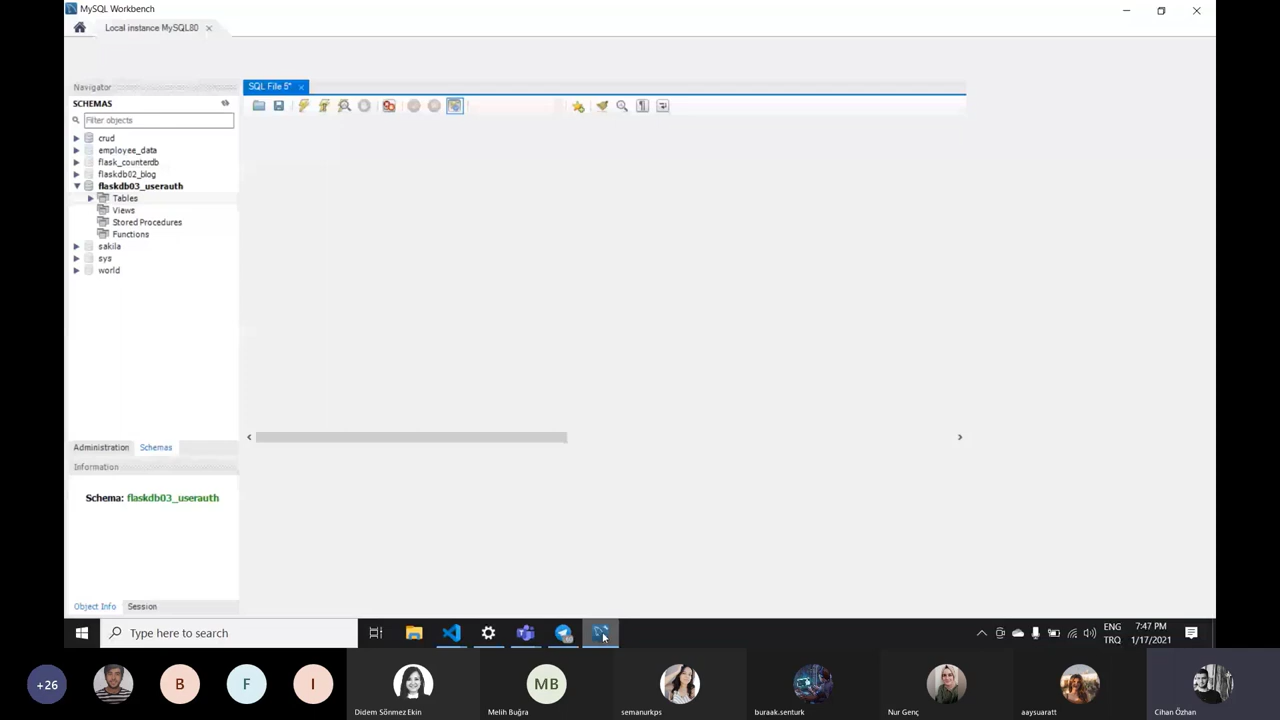 MySQL Workbench
Local instance MySQL80
Navigator
SQL File 5*
SCHEMAS
Filter objects
crud
employee_data
flask_counterdb
flaskdb02_blog
flaskdb03_userauth
Tables
Views
Stored Procedures
Functions
sakila
sys
world
Administration Schemas
Information
Schema: flaskdb03_userauth
Object Info Session
Type here to search
ENG
TRQ
7:47 PM
1/17/2021
+26
B
F
I
MB
Didem Sönmez Ekin
Melih Buğra
semanurkps
buraak.senturk
Nur Genç
aaysuaratt
Cihan Özhan